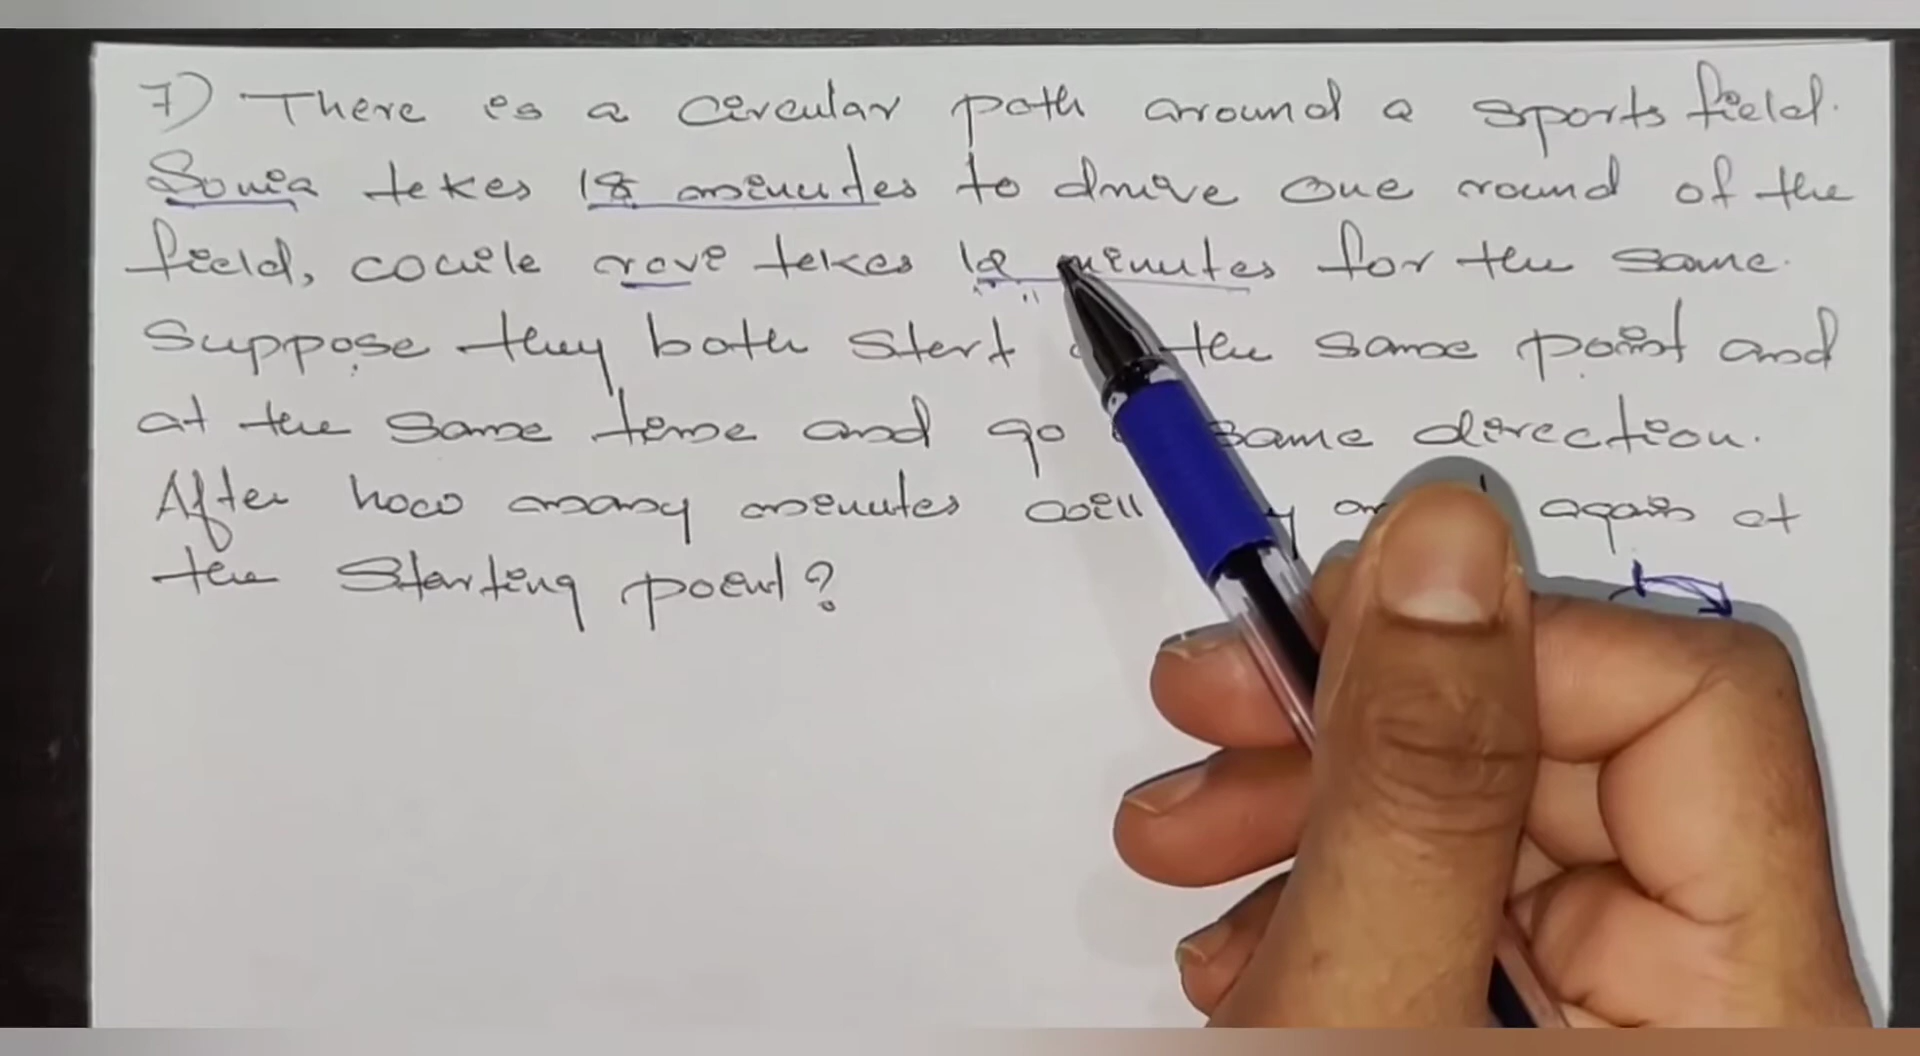 7) There is a circular path around a sports field.
Sonia takes 18 minutes to drive one round of the
field, while ravi takes 12 minutes for the same.
Suppose they both start the same point and
at the same time and go same direction.
After how many minutes will again at
the starting point?